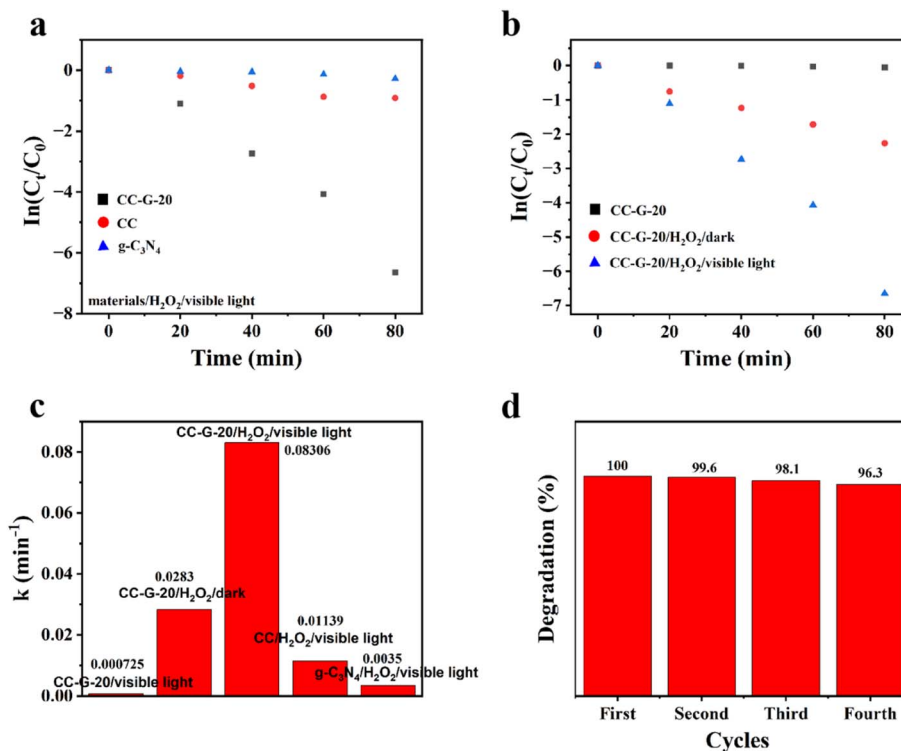 a
In(Cₜ/C₀)
0
−2
−4
−6
−8
CC-G-20
CC
g-C₃N₄
materials/H₂O₂/visible light
0 20 40 60 80
Time (min)
b
In(Cₜ/C₀)
0
−1
−2
−3
−4
−5
−6
−7
CC-G-20
CC-G-20/H₂O₂/dark
CC-G-20/H₂O₂/visible light
0 20 40 60 80
Time (min)
c
k (min⁻¹)
0.08
0.06
0.04
0.02
0.00
CC-G-20/H₂O₂/visible light
0.08306
0.0283
CC-G-20/H₂O₂/dark
0.01139
CC/H₂O₂/visible light
0.0035
g-C₃N₄/H₂O₂/visible light
0.000725
CC-G-20/visible light
d
Degradation (%)
100 99.6 98.1 96.3
First Second Third Fourth
Cycles